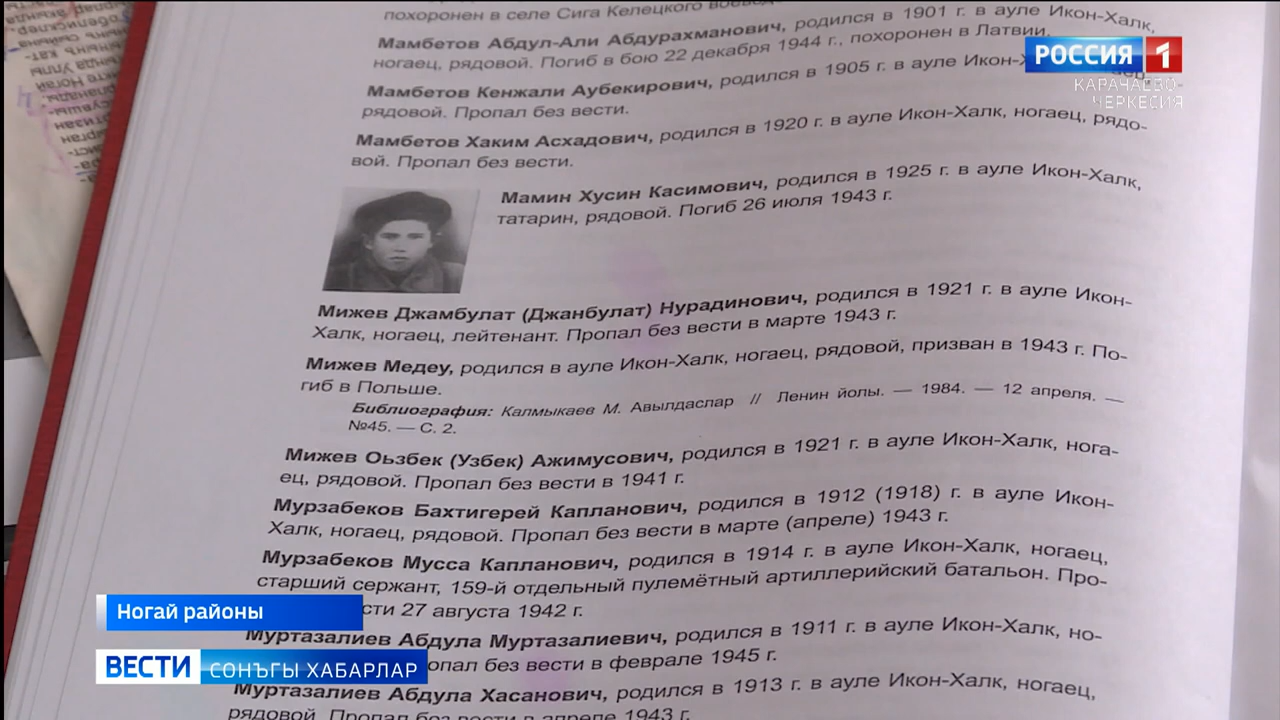 похоронен в селе Сига Келецкого
Мамбетов Абдул-Али Абдурахманович, родился в 1901 г. в ауле Икон-Халк,
ногаец, рядовой. Погиб в бою 22 декабря 1944 г., похоронен в Латвии.
РОССИЯ 1
КАРАЧАЕВО-
ЧЕРКЕСИЯ
Мамбетов Кенжали Аубекирович, родился в 1905 г. в ауле Икон-
рядовой. Пропал без вести.
Мамбетов Хаким Асхадович, родился в 1920 г. в ауле Икон-Халк, ногаец, рядо-
вой. Пропал без вести.
Мамин Хусин Касимович, родился в 1925 г. в ауле Икон-Халк,
татарин, рядовой. Погиб 26 июля 1943 г.
Мижев Джамбулат (Джанбулат) Нурадинович, родился в 1921 г. в ауле Икон-
Халк, ногаец, лейтенант. Пропал без вести в марте 1943 г.
Мижев Медеу, родился в ауле Икон-Халк, ногаец, рядовой, призван в 1943 г. По-
гиб в Польше.
Библиография: Калмыкаев М. Авылдаслар // Ленин йолы. — 1984. — 12 апреля. —
№45. — С. 2.
Мижев Оьзбек (Узбек) Ажимусович, родился в 1921 г. в ауле Икон-Халк, нога-
ец, рядовой. Пропал без вести в 1941 г.
Мурзабеков Бахтигерей Капланович, родился в 1912 (1918) г. в ауле Икон-
Халк, ногаец, рядовой. Пропал без вести в марте (апреле) 1943 г.
Мурзабеков Мусса Капланович, родился в 1914 г. в ауле Икон-Халк, ногаец,
старший сержант, 159-й отдельный пулемётный артиллерийский батальон. Про-
сти 27 августа 1942 г.
Ногай районы
Муртазалиев Абдула Муртазалиевич, родился в 1911 г. в ауле Икон-Халк, но-
ропал без вести в феврале 1945 г.
ВЕСТИ СОНЪГЫ ХАБАРЛАР
Муртазалиев Абдула Хасанович, родился в 1913 г. в ауле Икон-Халк, ногаец,
рядовой. Пропал без вести в апреле 1943 г.